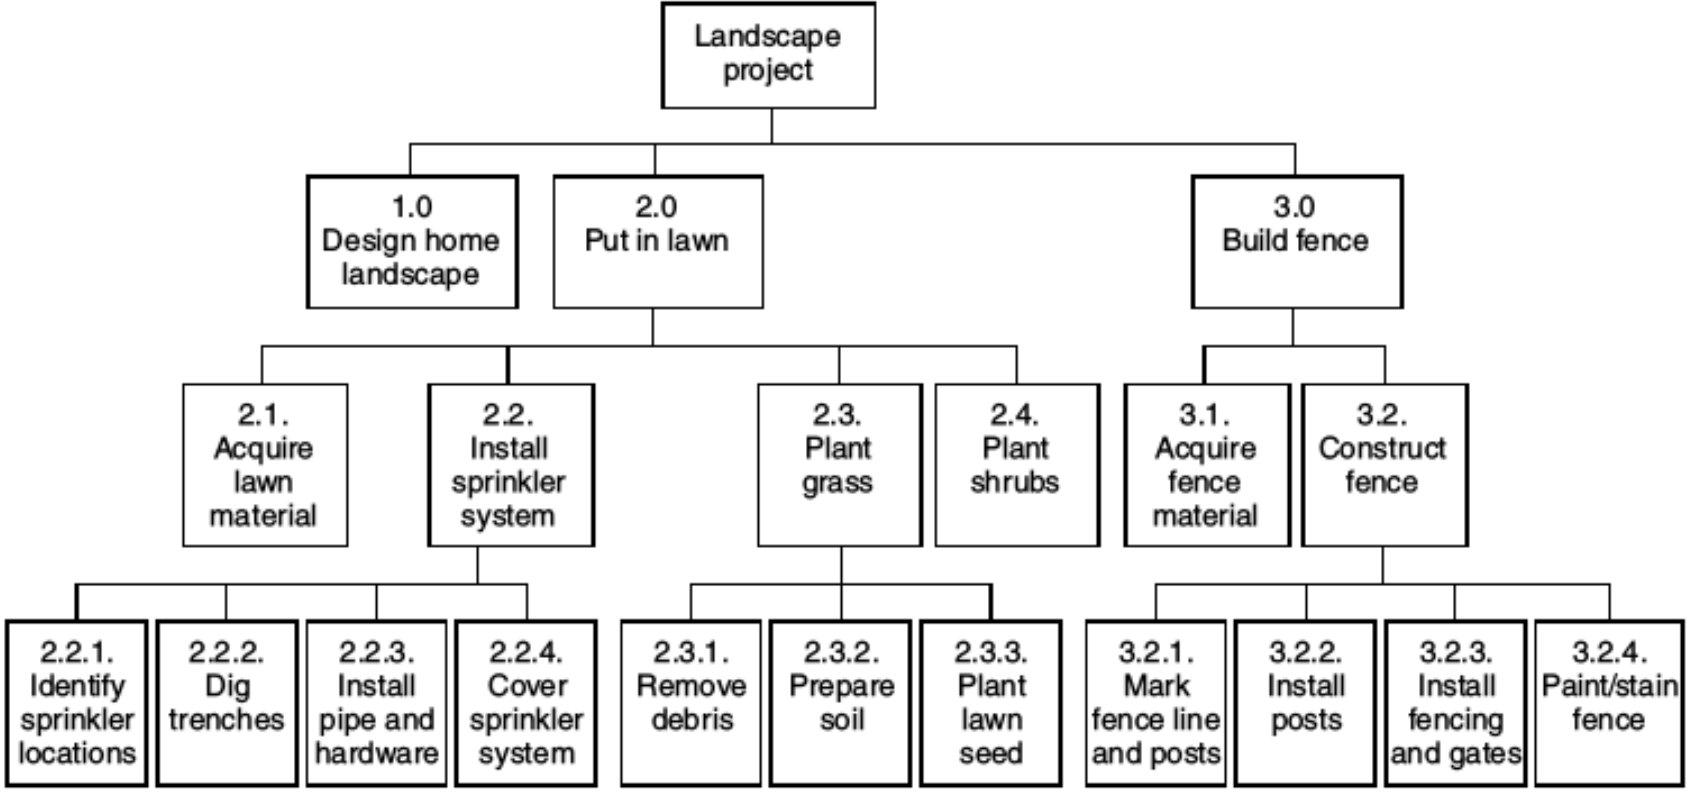 Landscape
project
1.0
Design home
landscape
2.0
Put in lawn
3.0
Build fence
2.1.
Acquire
lawn
material
2.2.
Install
sprinkler
system
2.3.
Plant
grass
2.4.
Plant
shrubs
3.1.
Acquire
fence
material
3.2.
Construct
fence
2.2.1.
Identify
sprinkler
locations
2.2.2.
Dig
trenches
2.2.3.
Install
pipe and
hardware
2.2.4.
Cover
sprinkler
system
2.3.1.
Remove
debris
2.3.2.
Prepare
soil
2.3.3.
Plant
lawn
seed
3.2.1.
Mark
fence line
and posts
3.2.2.
Install
posts
3.2.3.
Install
fencing
and gates
3.2.4.
Paint/stain
fence